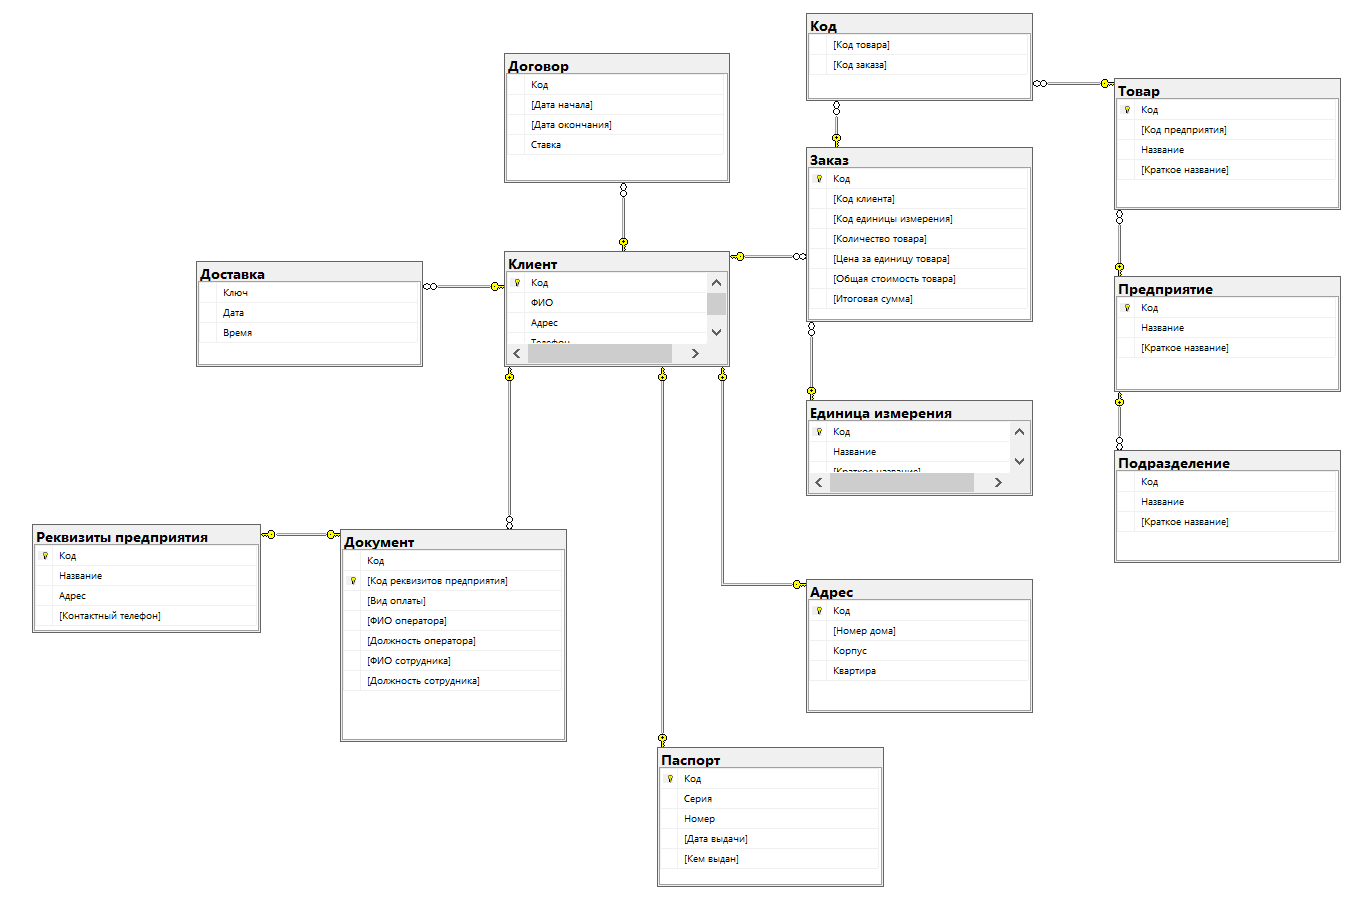 Код
[Код товара]
[Код заказа]
Договор
Код
[Дата начала]
[Дата окончания]
Ставка
Товар
Код
[Код предприятия]
Название
[Краткое название]
Заказ
Код
[Код клиента]
[Код единицы измерения]
[Количество товара]
[Цена за единицу товара]
[Общая стоимость товара]
[Итоговая сумма]
Клиент
Код
ФИО
Адрес
Телефон
Доставка
Ключ
Дата
Время
Предприятие
Код
Название
[Краткое название]
Единица измерения
Код
Название
[Краткое название]
Подразделение
Код
Название
[Краткое название]
Реквизиты предприятия
Код
Название
Адрес
[Контактный телефон]
Документ
Код
[Код реквизитов предприятия]
[Вид оплаты]
[ФИО оператора]
[Должность оператора]
[ФИО сотрудника]
[Должность сотрудника]
Адрес
Код
[Номер дома]
Корпус
Квартира
Паспорт
Код
Серия
Номер
[Дата выдачи]
[Кем выдан]